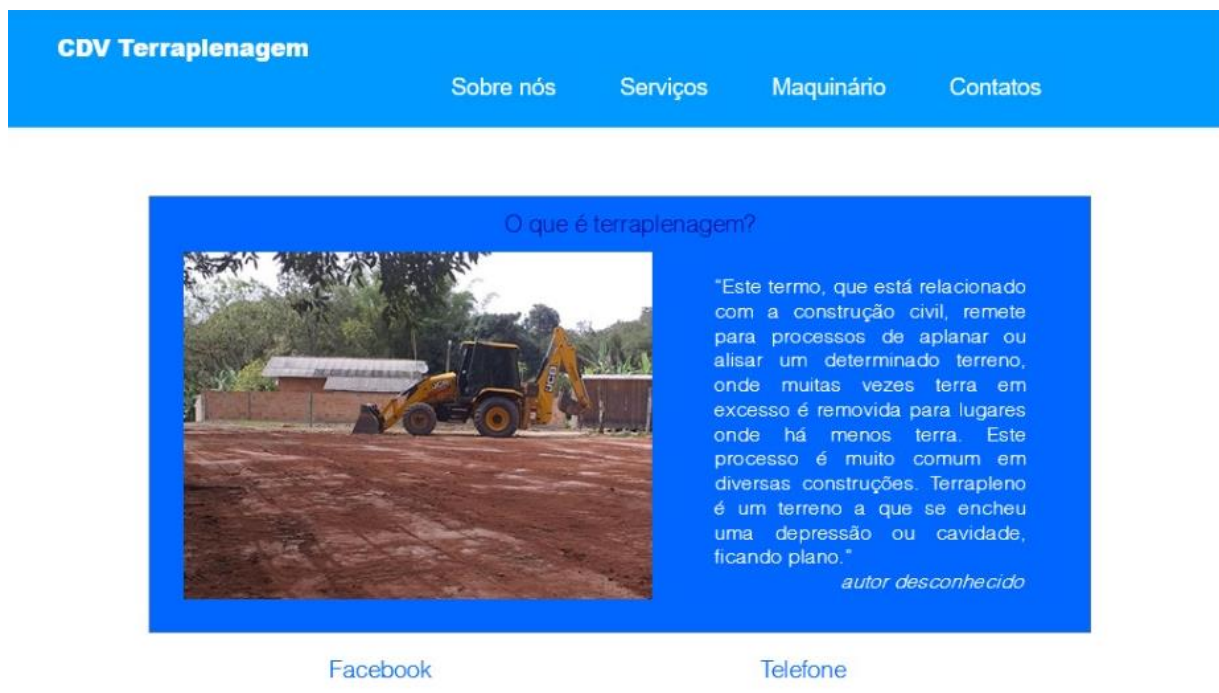 CDV Terraplenagem
Sobre nós Serviços Maquinário Contatos
O que é terraplenagem?
"Este termo, que está relacionado
com a construção civil, remete
para processos de aplanar ou
alisar um determinado terreno,
onde muitas vezes terra em
excesso é removida para lugares
onde há menos terra. Este
processo é muito comum em
diversas construções. Terrapleno
é um terreno a que se encheu
uma depressão ou cavidade,
ficando plano."
autor desconhecido
JCB
Facebook Telefone